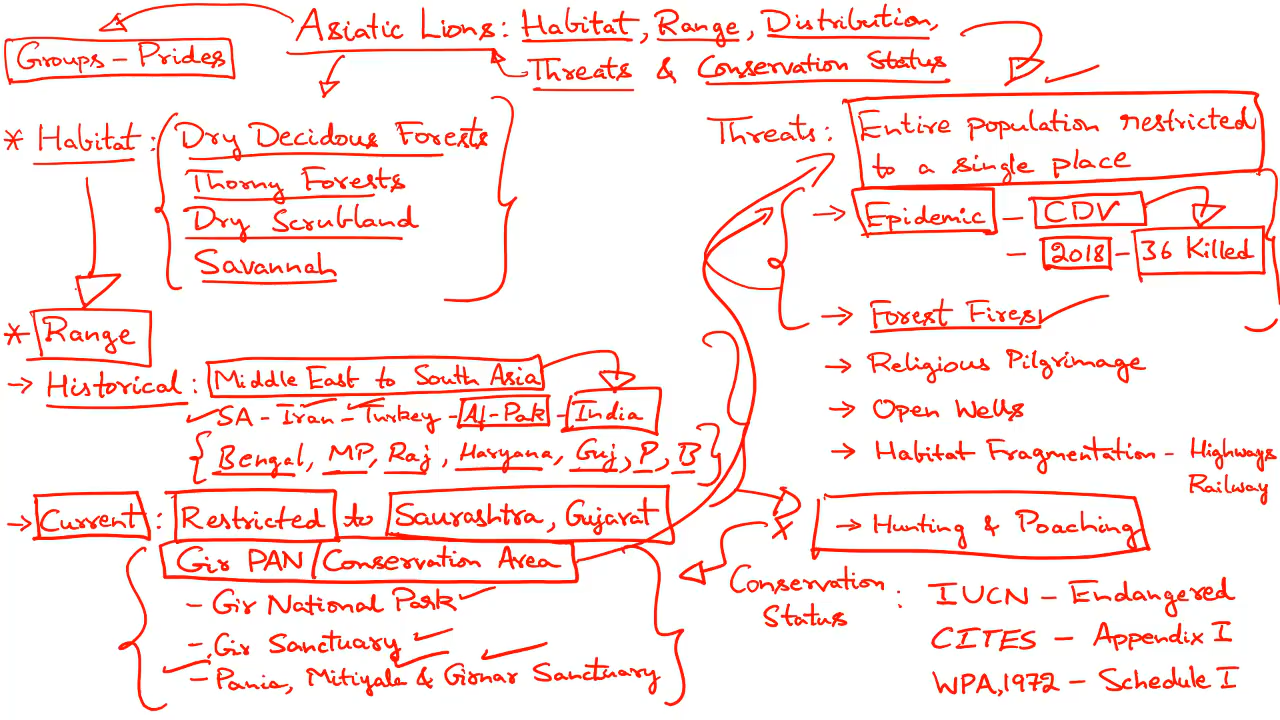 Asiatic Lions: Habitat, Range, Distribution,
Threats & Conservation Status
Groups - Prides
* Habitat: Dry Decidous Forests
Thorny Forests
Dry Scrubland
Savannah
* Range
→ Historical: Middle East to South Asia
SA - Iran - Turkey - Af-Pak - India
{Bengal, MP, Raj, Haryana, Guj, P, B}
→ Current: Restricted to Saurashtra, Gujarat
Gir PAN / Conservation Area
- Gir National Park
- Gir Sanctuary
- Pania, Mitiyala & Girnar Sanctuary
Threats: Entire population restricted
to a single place
→ Epidemic - CDV
- 2018 - 36 Killed
→ Forest Fires
→ Religious Pilgrimage
→ Open Wells
→ Habitat Fragmentation - Highways
Railway
→ Hunting & Poaching
Conservation Status:
IUCN - Endangered
CITES - Appendix I
WPA,1972 - Schedule I